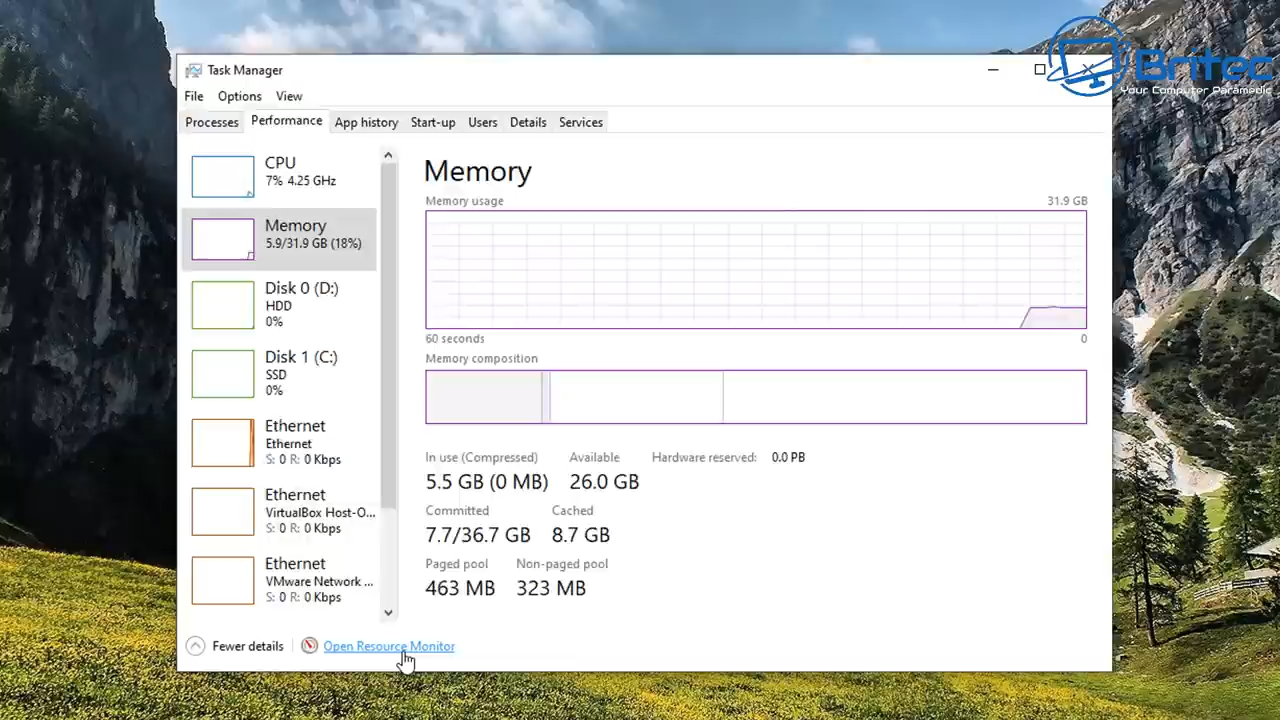 Britec
Your Computer Paramedic
Task Manager
File Options View
Processes Performance App history Start-up Users Details Services
CPU
7% 4.25 GHz
Memory
5.9/31.9 GB (18%)
Disk 0 (D:)
HDD
0%
Disk 1 (C:)
SSD
0%
Ethernet
Ethernet
S: 0 R: 0 Kbps
Ethernet
VirtualBox Host-O...
S: 0 R: 0 Kbps
Ethernet
VMware Network ...
S: 0 R: 0 Kbps
Memory
Memory usage 31.9 GB
60 seconds 0
Memory composition
In use (Compressed) Available Hardware reserved: 0.0 PB
5.5 GB (0 MB) 26.0 GB
Committed Cached
7.7/36.7 GB 8.7 GB
Paged pool Non-paged pool
463 MB 323 MB
Fewer details Open Resource Monitor